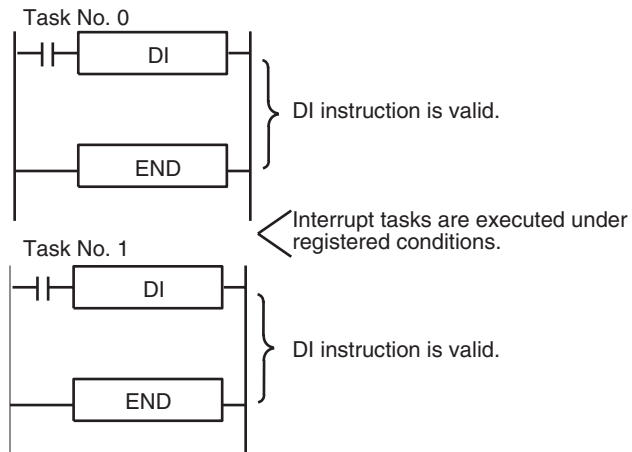 Task No. 0
DI
DI instruction is valid.
END
Interrupt tasks are executed under
registered conditions.
Task No. 1
DI
DI instruction is valid.
END